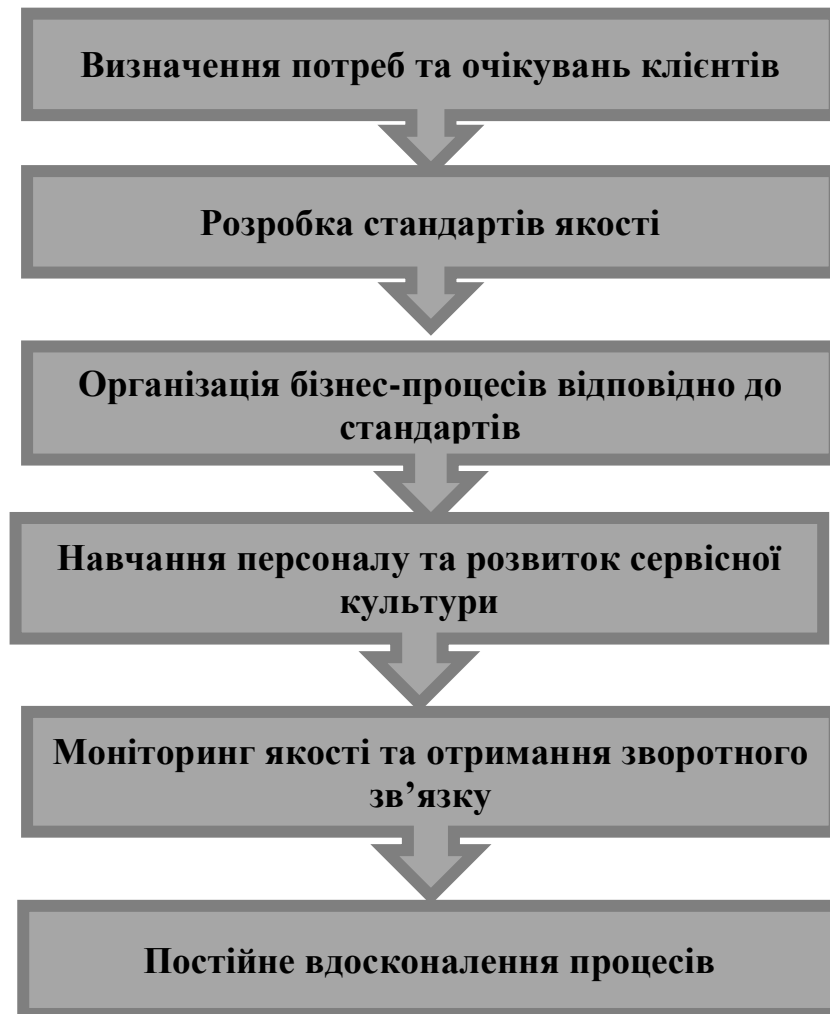 Визначення потреб та очікувань клієнтів
Розробка стандартів якості
Організація бізнес-процесів відповідно до
стандартів
Навчання персоналу та розвиток сервісної
культури
Моніторинг якості та отримання зворотного
зв’язку
Постійне вдосконалення процесів